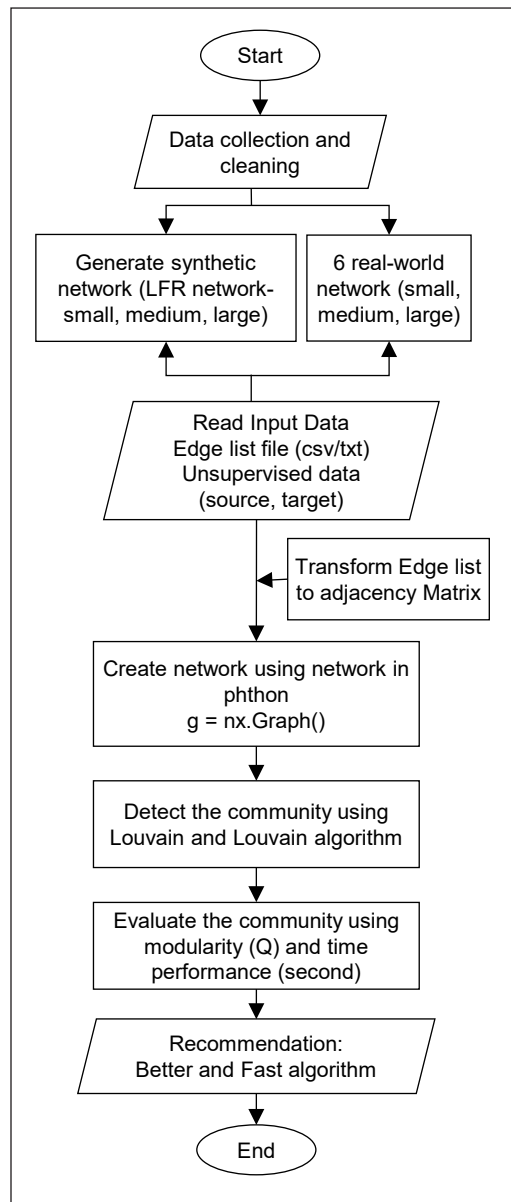 Start
Data collection and
cleaning
Generate synthetic
network (LFR network-
small, medium, large)
6 real-world
network (small,
medium, large)
Read Input Data
Edge list file (csv/txt)
Unsupervised data
(source, target)
Transform Edge list
to adjacency Matrix
Create network using network in
phthon
g = nx.Graph()
Detect the community using
Louvain and Louvain algorithm
Evaluate the community using
modularity (Q) and time
performance (second)
Recommendation:
Better and Fast algorithm
End